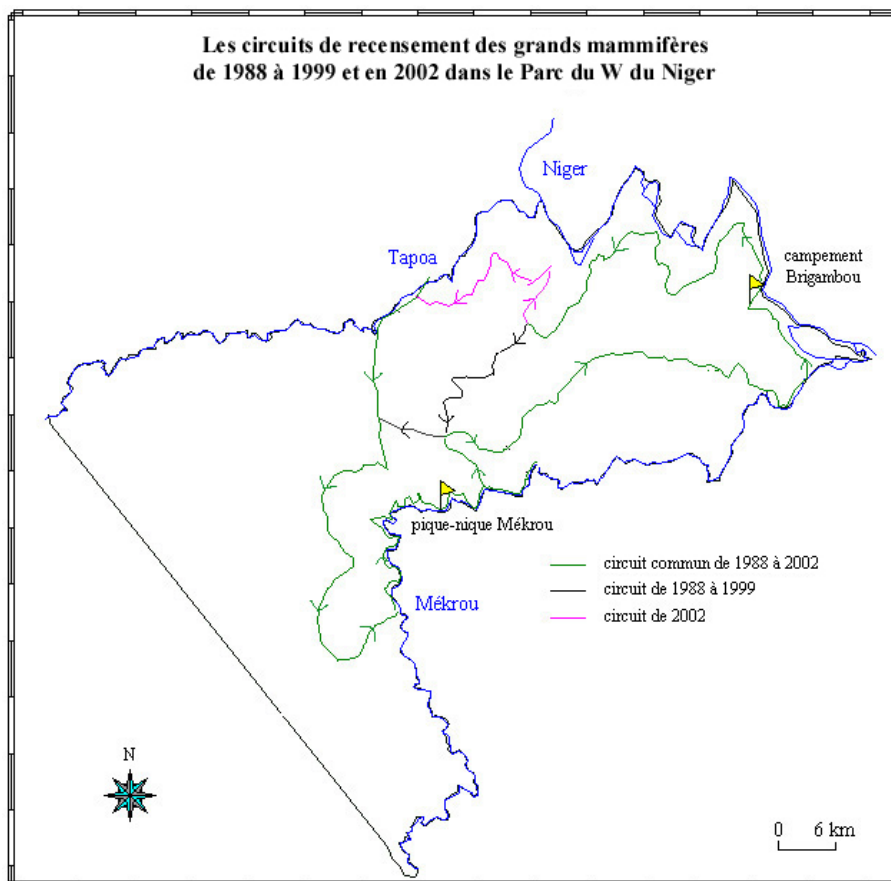 Les circuits de recensement des grands mammifères
de 1988 à 1999 et en 2002 dans le Parc du W du Niger
Niger
Tapoa
campement
Brigambou
pique-nique Mékrou
circuit commun de 1988 à 2002
circuit de 1988 à 1999
Mékrou
circuit de 2002
N
0 6 km